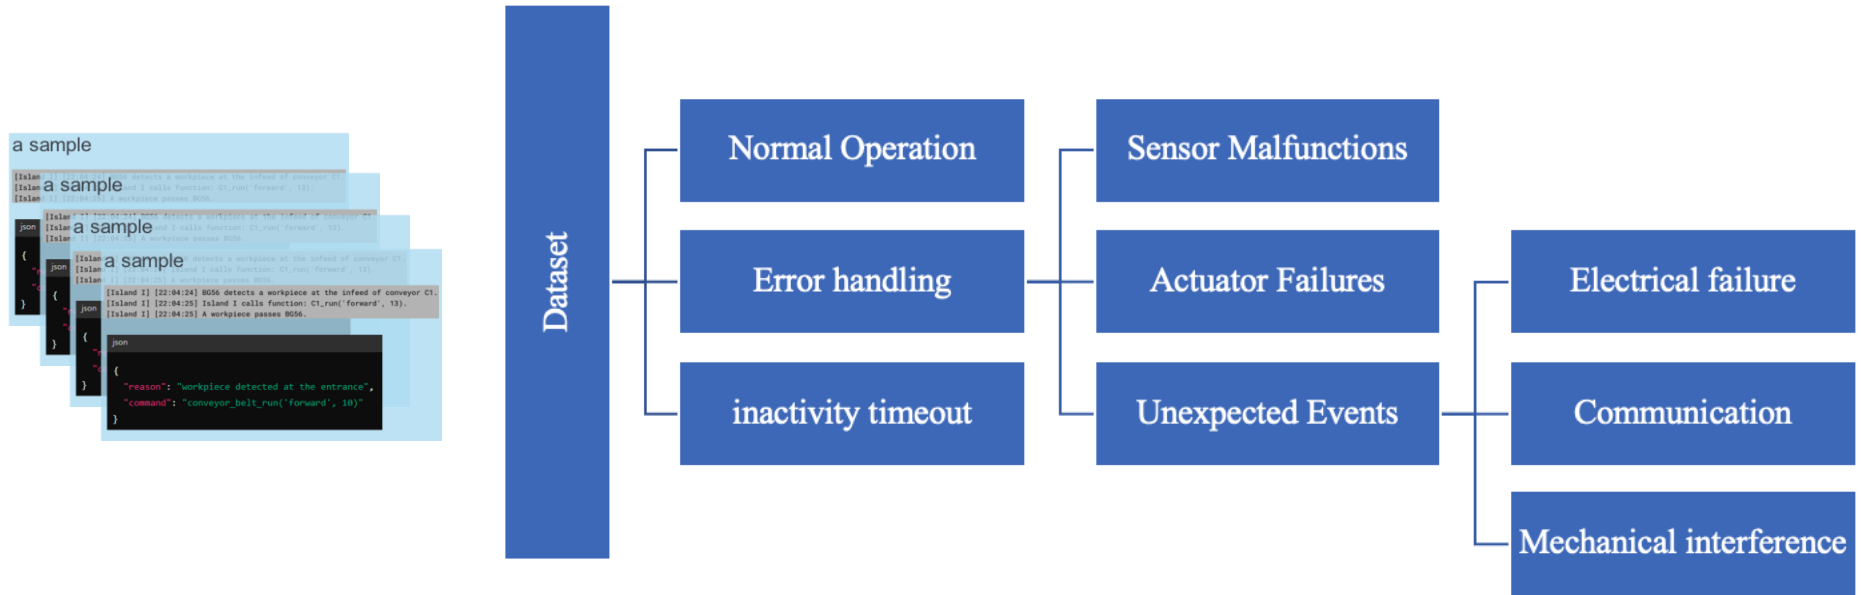 a sample
a sample
a sample
a sample
[Island I] [22:04:24] BG56 detects a workpiece at the infeed of conveyor C1.
[Island I] [22:04:25] Island I calls function: C1_run('forward', 13).
[Island I] [22:04:25] A workpiece passes BG56.
json
json
json
json
{
"reason": "workpiece detected at the entrance",
"command": "conveyor_belt_run('forward', 10)"
}
Dataset
Normal Operation
Error handling
inactivity timeout
Sensor Malfunctions
Actuator Failures
Unexpected Events
Electrical failure
Communication
Mechanical interference